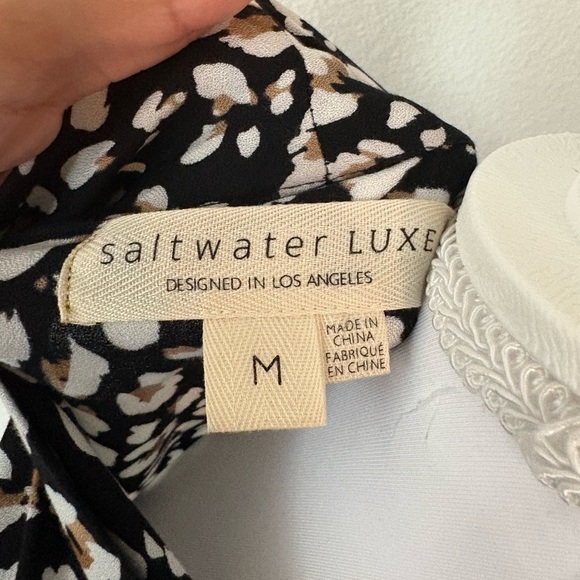 saltwater LUXE
DESIGNED IN LOS ANGELES
M
MADE IN
CHINA
FABRIQUÉ
EN CHINE